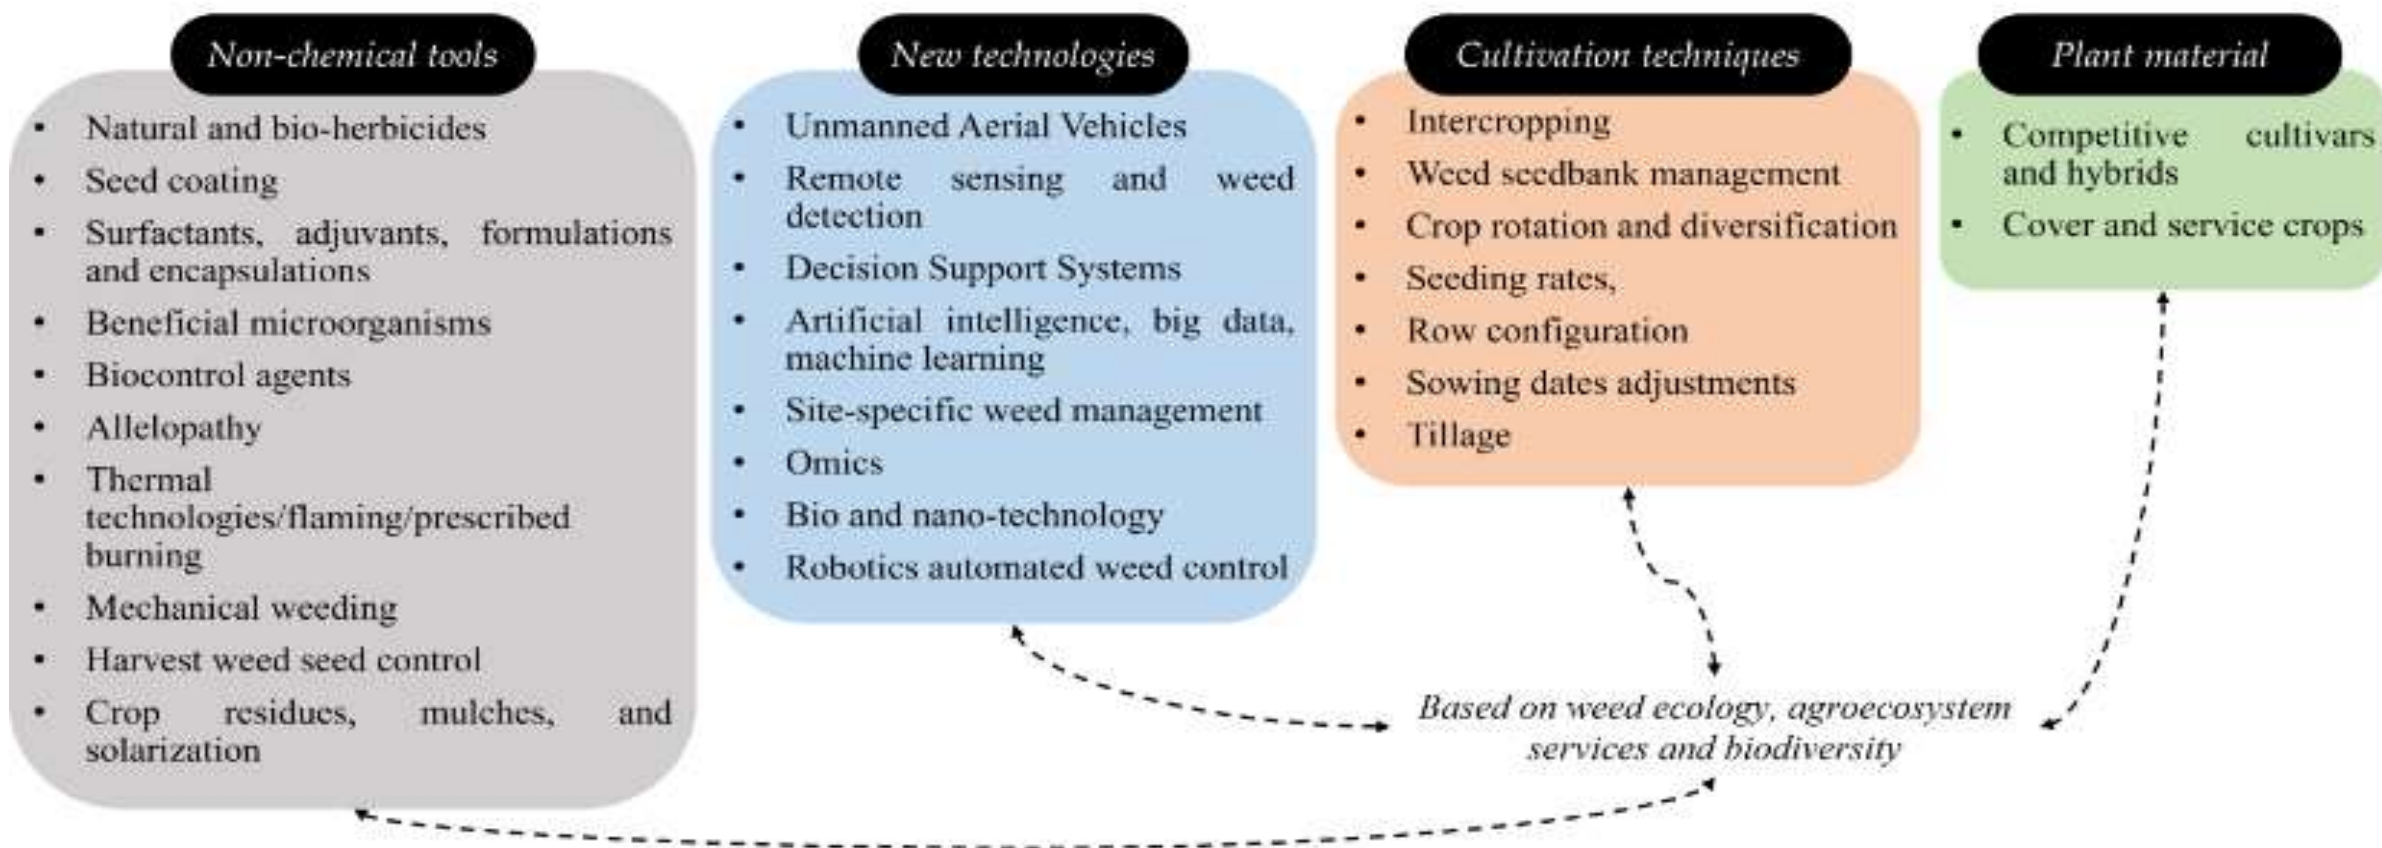 Non-chemical tools
Natural and bio-herbicides
Seed coating
Surfactants, adjuvants, formulations
and encapsulations
Beneficial microorganisms
Biocontrol agents
Allelopathy
Thermal
technologies/flaming/prescribed
burning
Mechanical weeding
Harvest weed seed control
Crop residues, mulches, and
solarization
New technologies
Unmanned Aerial Vehicles
Remote sensing and weed
detection
Decision Support Systems
Artificial intelligence, big data,
machine learning
Site-specific weed management
Omics
Bio and nano-technology
Robotics automated weed control
Cultivation techniques
Intercropping
Weed seedbank management
Crop rotation and diversification
Seeding rates,
Row configuration
Sowing dates adjustments
Tillage
Plant material
Competitive cultivars
and hybrids
Cover and service crops
Based on weed ecology, agroecosystem
services and biodiversity